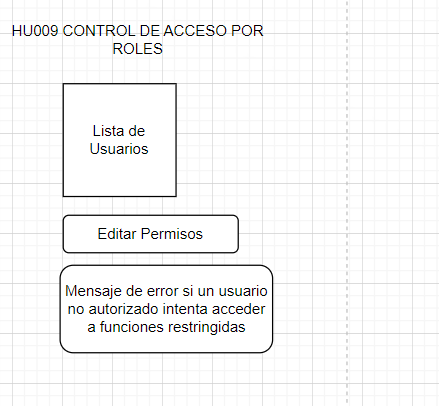 HU009 CONTROL DE ACCESO POR
ROLES
Lista de
Usuarios
Editar Permisos
Mensaje de error si un usuario
no autorizado intenta acceder
a funciones restringidas